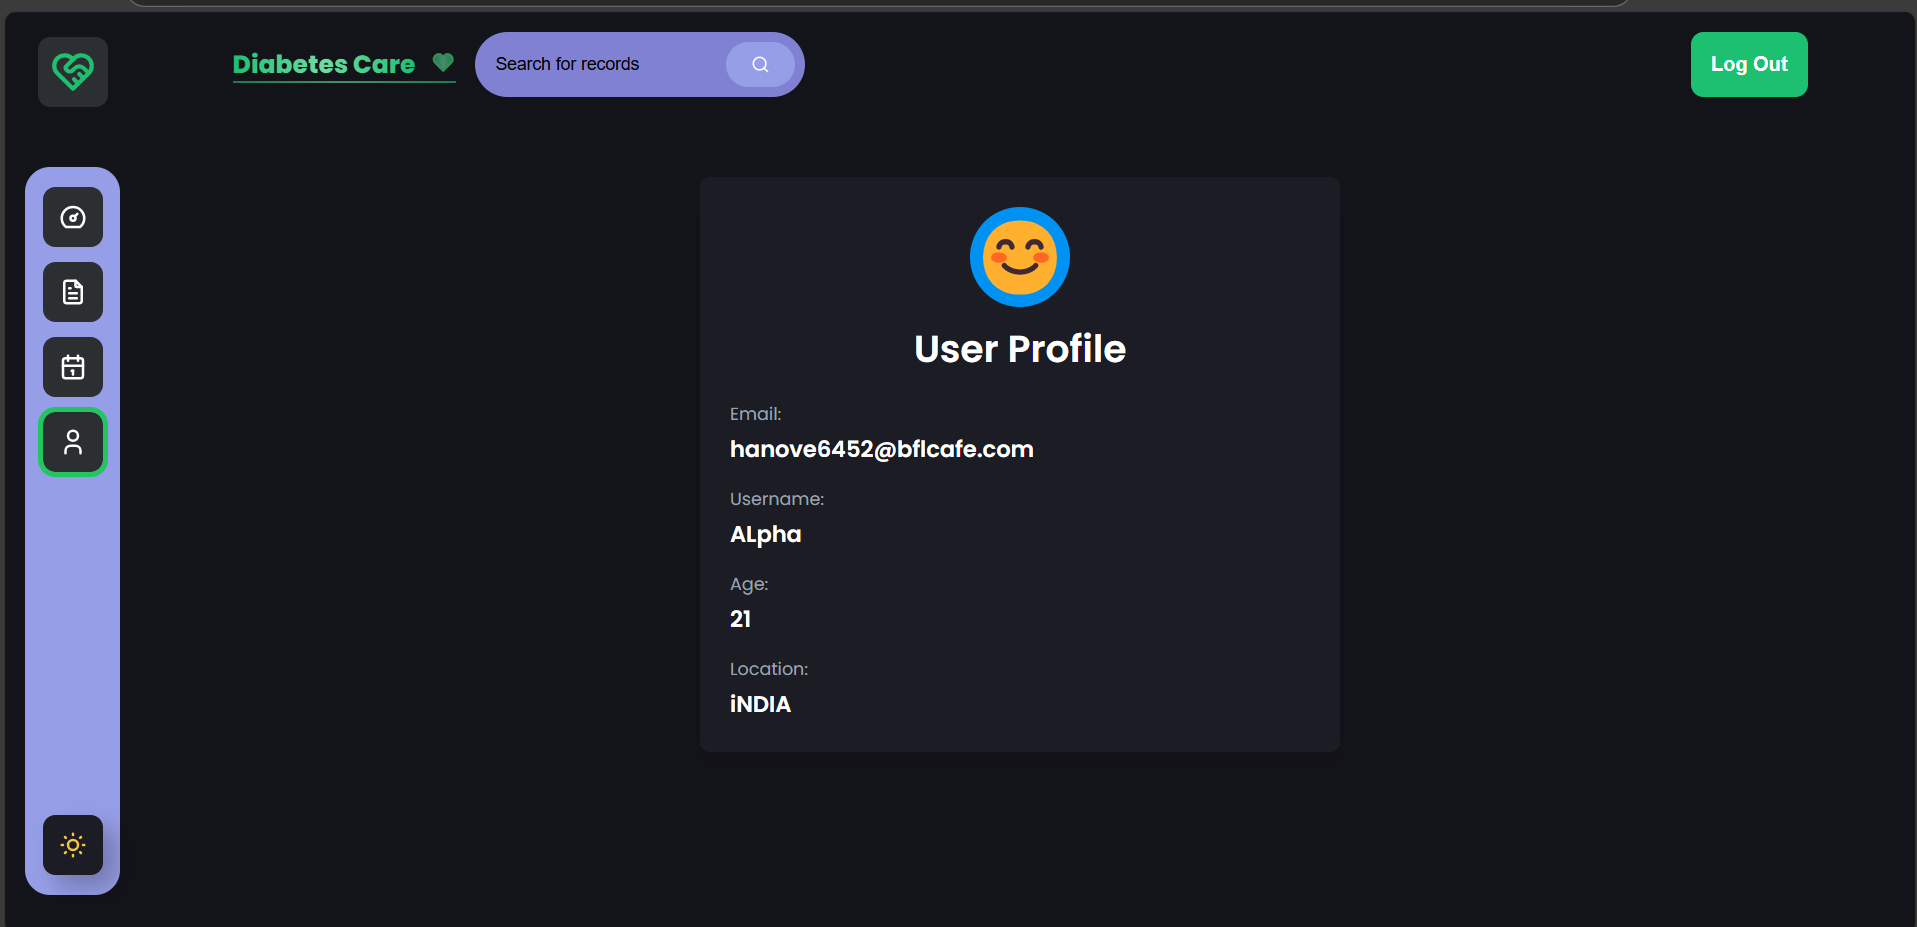 Diabetes Care
Search for records
Log Out
User Profile
Email:
hanove6452@bflcafe.com
Username:
ALpha
Age:
21
Location:
iNDIA